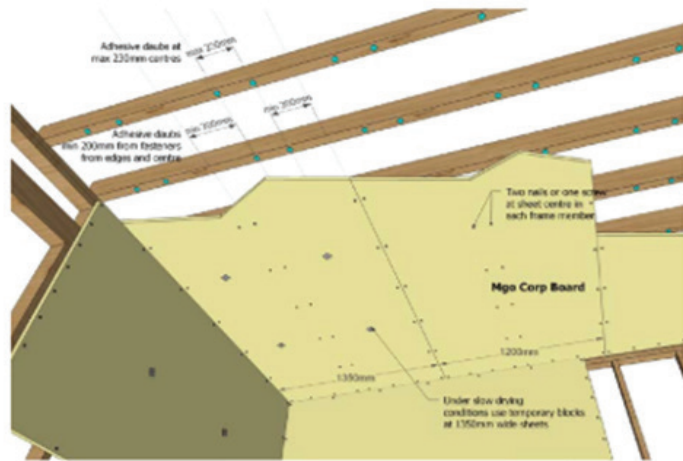 Adhesive daubs at
max 230mm centres
max 230mm
min 200mm
Adhesive daubs
min 200mm from fasteners
from edges and centre
min 200mm
Two nails or one screw
at sheet centre in
each frame member
Mgo Corp Board
1200mm
1350mm
Under slow drying
conditions use temporary blocks
at 1350mm wide sheets